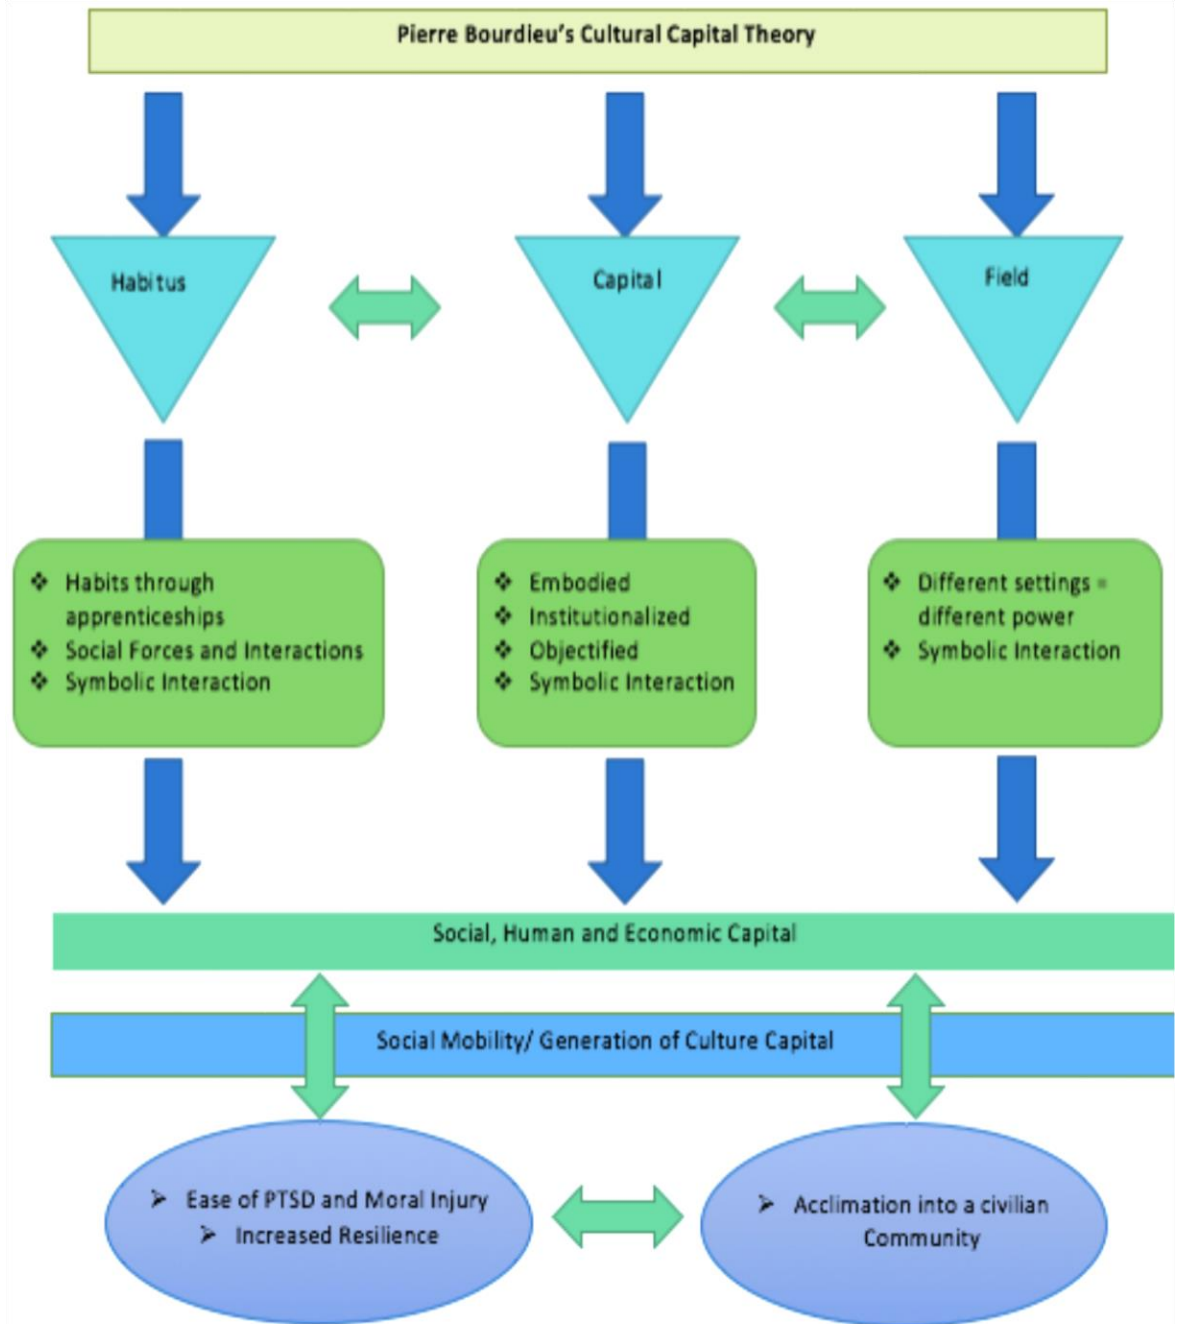 Pierre Bourdieu's Cultural Capital Theory
Habitus
Capital
Field
❖ Habits through
apprenticeships
❖ Social Forces and Interactions
❖ Symbolic Interaction
❖ Embodied
❖ Institutionalized
❖ Objectified
❖ Symbolic Interaction
❖ Different settings =
different power
❖ Symbolic Interaction
Social, Human and Economic Capital
Social Mobility/ Generation of Culture Capital
➢ Ease of PTSD and Moral Injury
➢ Increased Resilience
➢ Acclimation into a civilian
Community